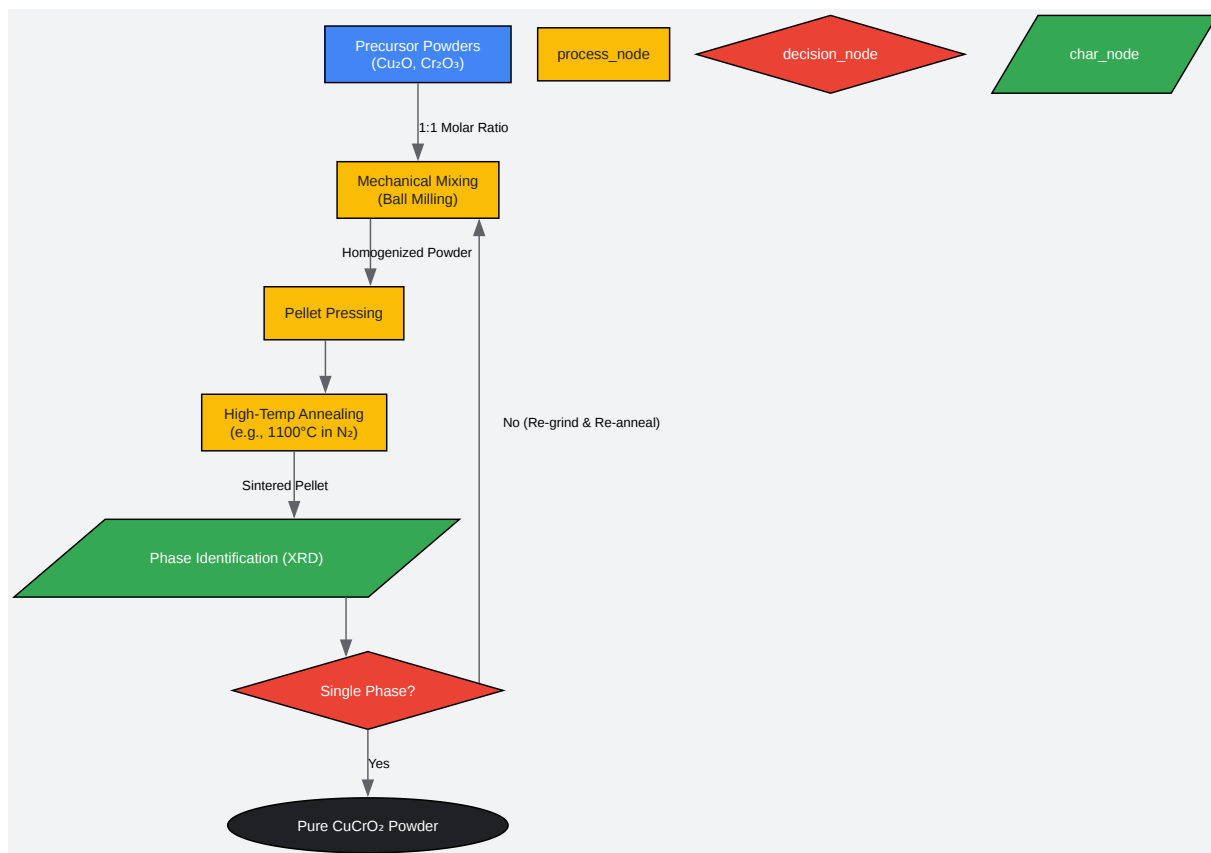 Precursor Powders
(Cu₂O, Cr₂O₃)
process_node
decision_node
char_node
1:1 Molar Ratio
Mechanical Mixing
(Ball Milling)
Homogenized Powder
Pellet Pressing
High-Temp Annealing
(e.g., 1100°C in N₂)
No (Re-grind & Re-anneal)
Sintered Pellet
Phase Identification (XRD)
Single Phase?
Yes
Pure CuCrO₂ Powder